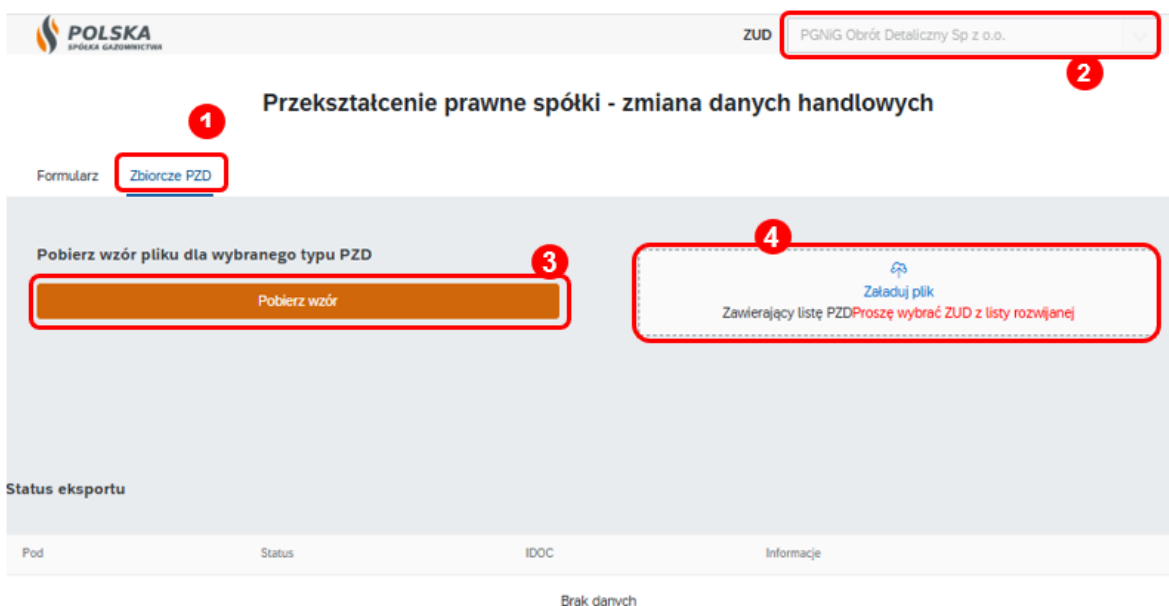 POLSKA
SPÓŁKA GAZOWNICTWA
ZUD PGNiG Obrót Detaliczny Sp z o.o.
2
Przekształcenie prawne spółki - zmiana danych handlowych
1
Formularz Zbiorcze PZD
4
Pobierz wzór pliku dla wybranego typu PZD
3
Pobierz wzór
Załaduj plik
Zawierający listę PZDProszę wybrać ZUD z listy rozwijanej
Status eksportu
Pod Status IDOC Informacje
Brak danych